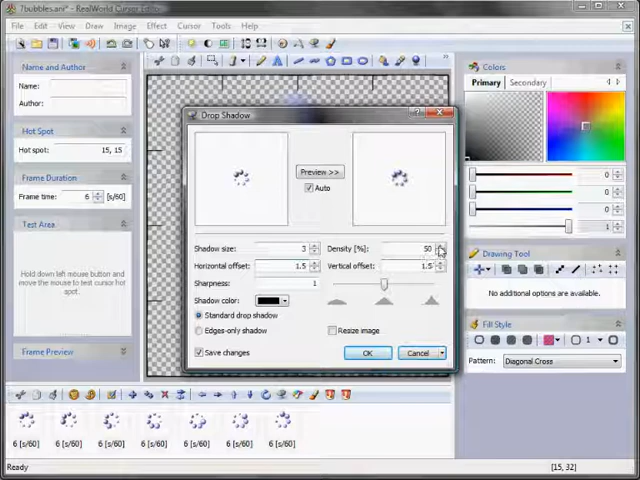 7bubbles.ani* - RealWorld Cursor Editor
File Edit View Draw Image Effect Cursor Tools Help
Name and Author
Name:
Author:
Hot Spot
Hot spot: 15, 15
Frame Duration
Frame time: 6 [s/60]
Test Area
Hold down left mouse button and move to test cursor hot spot.
Frame Preview
Drop Shadow
Preview >>
Auto
Shadow size: 3 Density [%]: 50
Horizontal offset: 1.5 Vertical offset: 1.5
Sharpness: 1
Shadow color:
Standard drop shadow
Edges-only shadow Resize image
Save changes OK Cancel
Colors
Primary Secondary
0
0
0
1
Drawing Tool
No additional options are available.
Fill Style
1
Pattern: Diagonal Cross
6 [s/60] 6 [s/60] 6 [s/60] 6 [s/60] 6 [s/60] 6 [s/60] 6 [s/60]
Ready [15, 32]